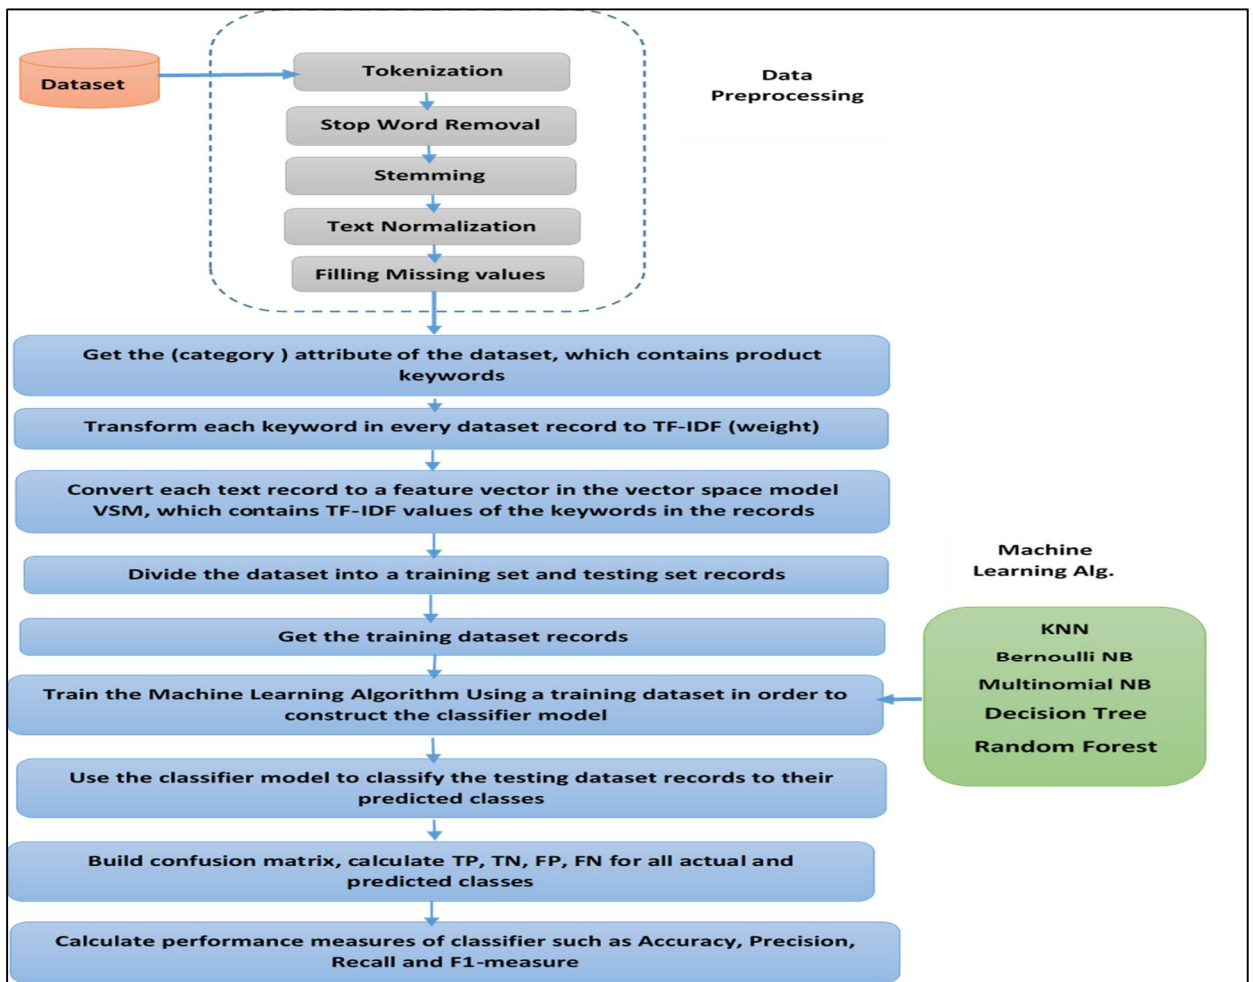 Dataset
Tokenization
Data
Preprocessing
Stop Word Removal
Stemming
Text Normalization
Filling Missing values
Get the (category ) attribute of the dataset, which contains product
keywords
Transform each keyword in every dataset record to TF-IDF (weight)
Convert each text record to a feature vector in the vector space model
VSM, which contains TF-IDF values of the keywords in the records
Divide the dataset into a training set and testing set records
Get the training dataset records
Train the Machine Learning Algorithm Using a training dataset in order to
construct the classifier model
Machine
Learning Alg.
KNN
Bernoulli NB
Multinomial NB
Decision Tree
Random Forest
Use the classifier model to classify the testing dataset records to their
predicted classes
Build confusion matrix, calculate TP, TN, FP, FN for all actual and
predicted classes
Calculate performance measures of classifier such as Accuracy, Precision,
Recall and F1-measure